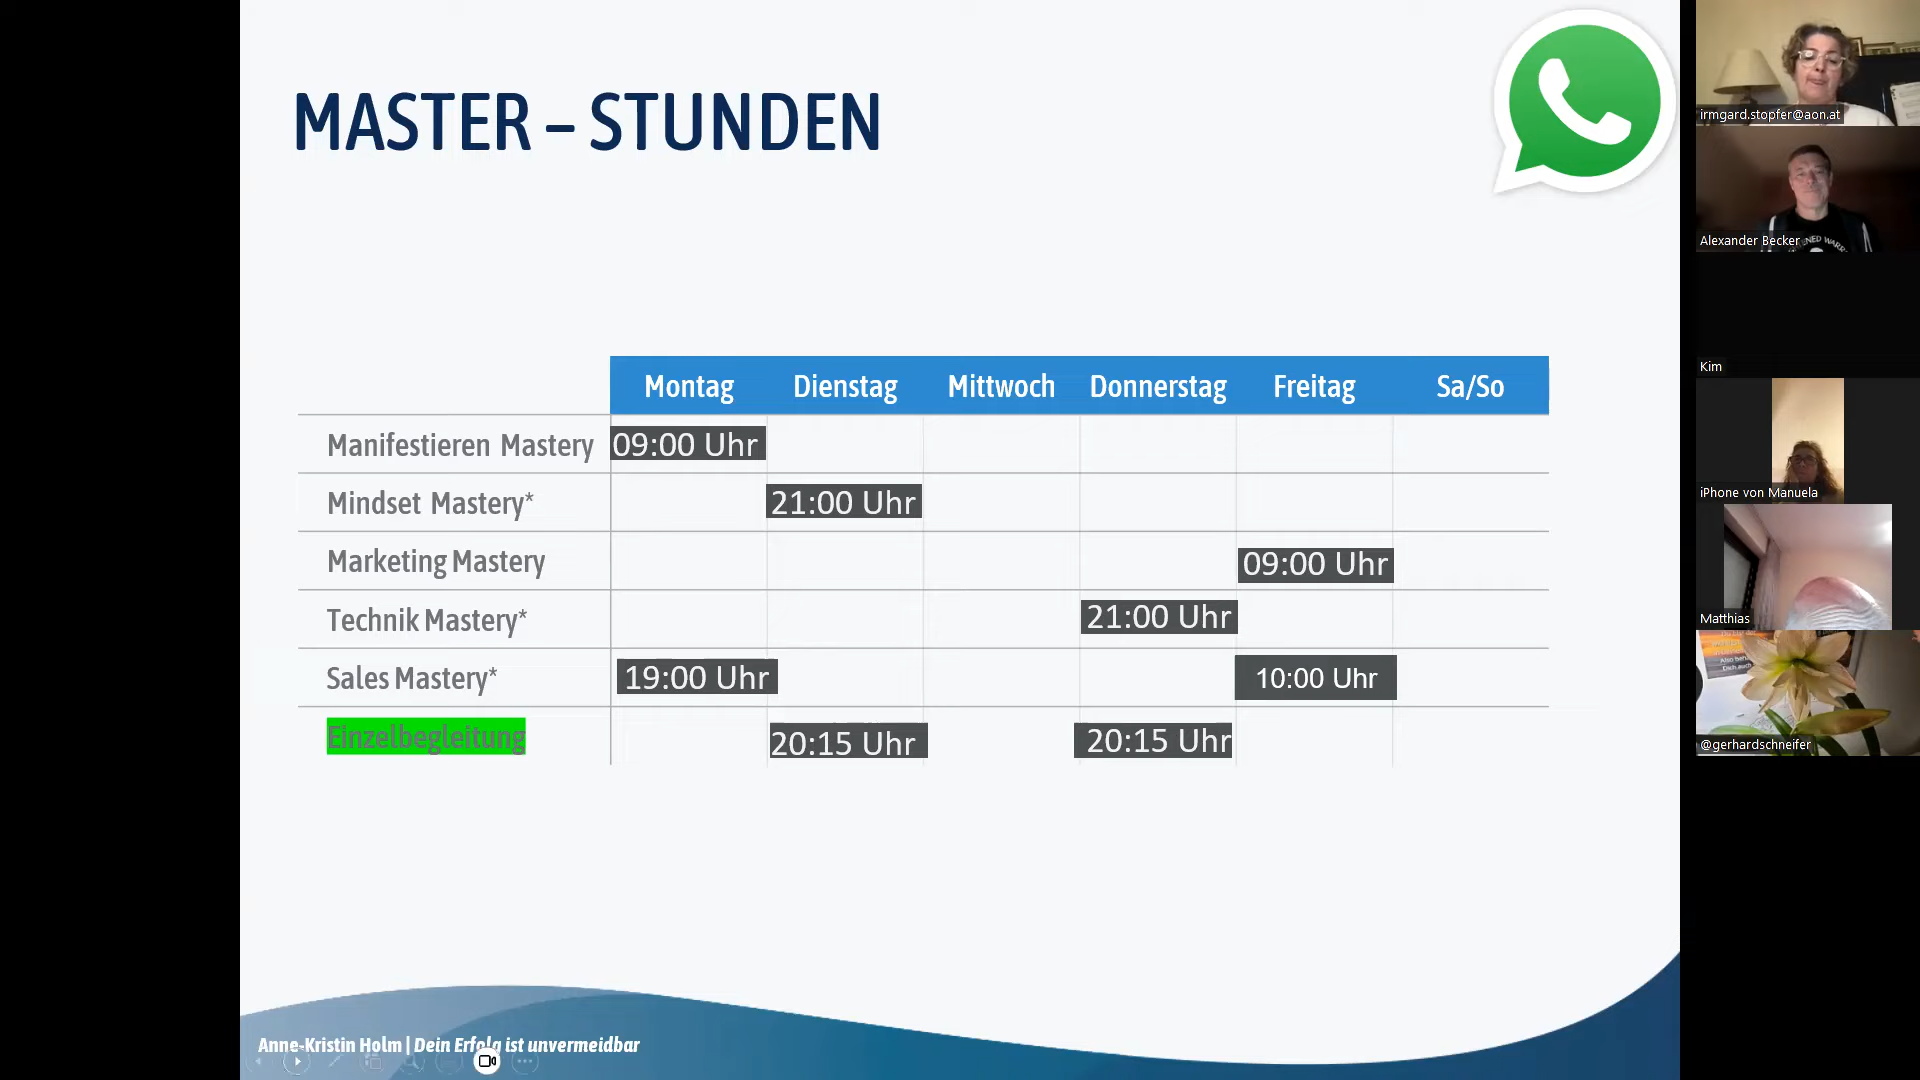 MASTER – STUNDEN
Montag Dienstag Mittwoch Donnerstag Freitag Sa/So
Manifestieren Mastery 09:00 Uhr
Mindset Mastery* 21:00 Uhr
Marketing Mastery 09:00 Uhr
Technik Mastery* 21:00 Uhr
Sales Mastery* 19:00 Uhr 10:00 Uhr
Einzelbegleitung 20:15 Uhr 20:15 Uhr
Anne-Kristin Holm | Dein Erfolg ist unvermeidbar
irmgard.stopfer@aon.at
Alexander Becker
Kim
iPhone von Manuela
Matthias
@gerhardschneifer